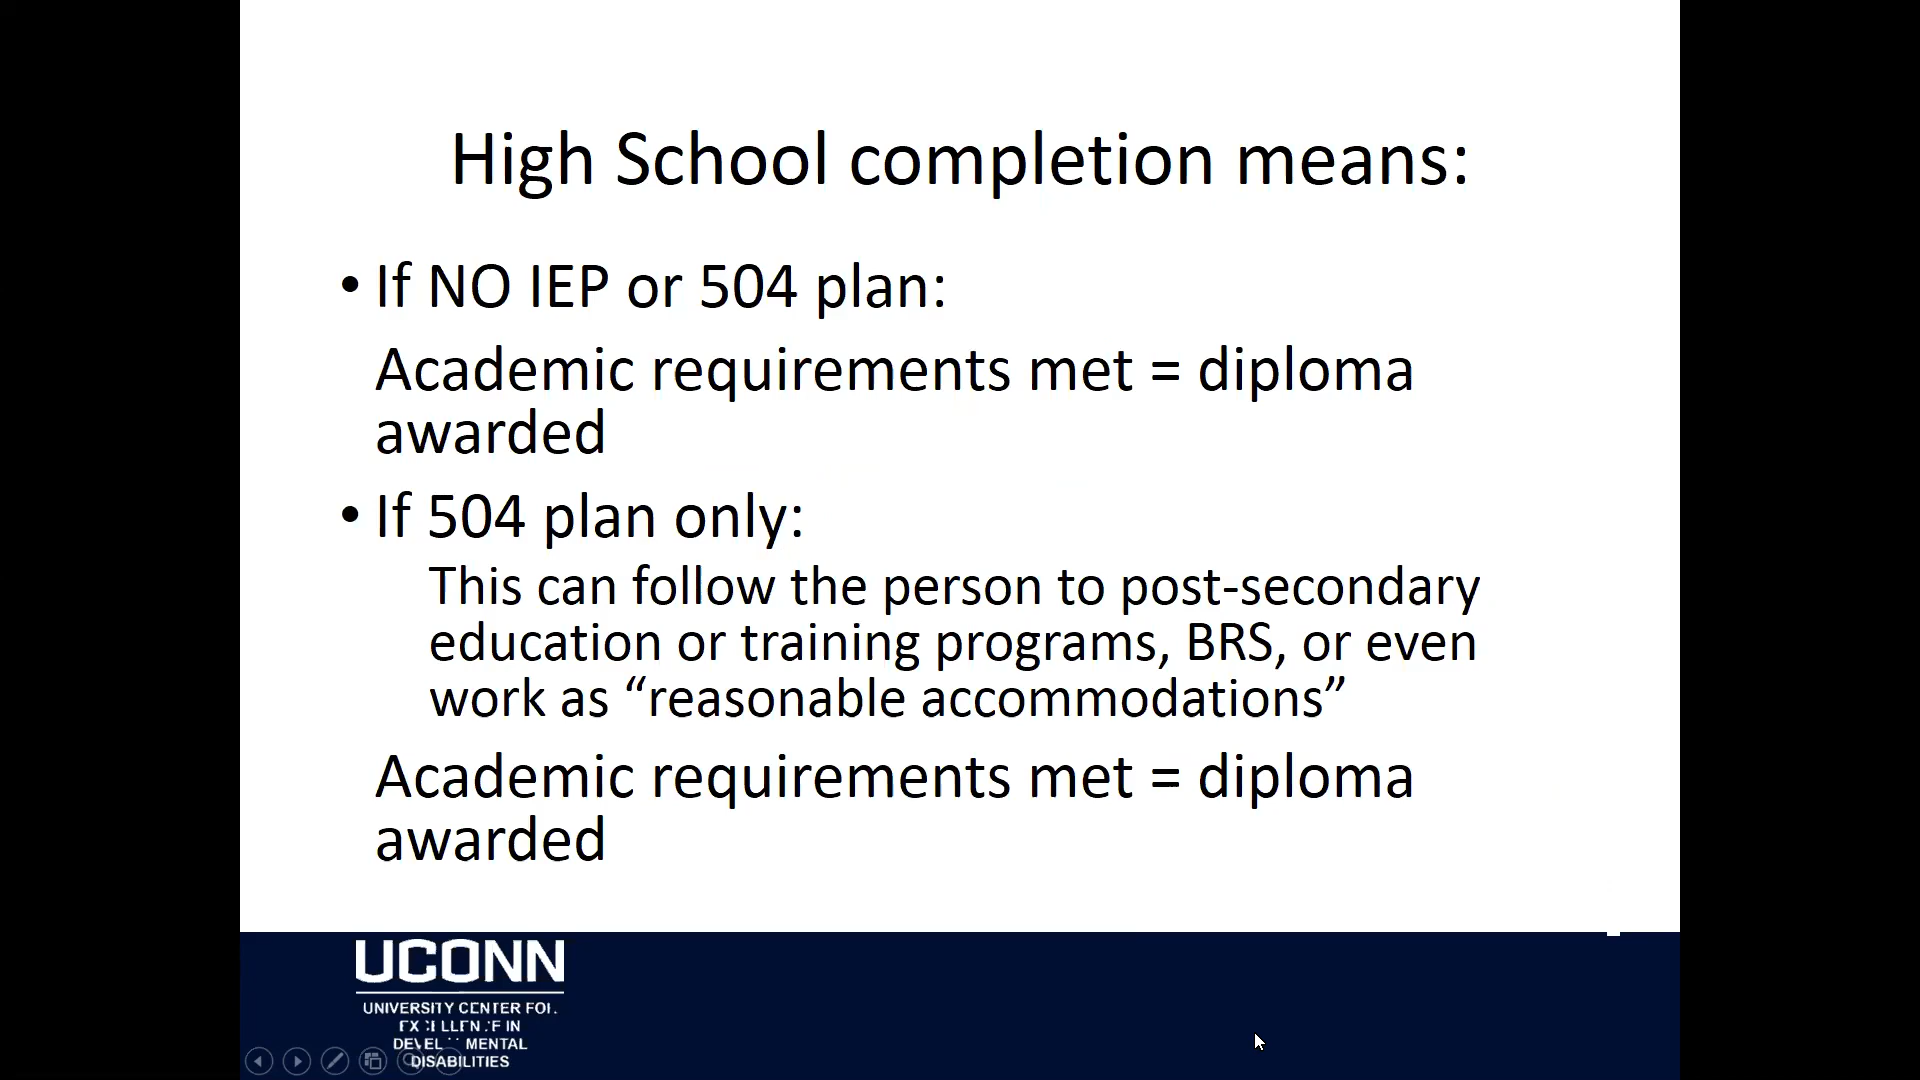 High School completion means:
• If NO IEP or 504 plan:
Academic requirements met = diploma
awarded
• If 504 plan only:
This can follow the person to post-secondary
education or training programs, BRS, or even
work as “reasonable accommodations”
Academic requirements met = diploma
awarded
UCONN
UNIVERSITY CENTER FOR
EXCELLENCE IN
DEVELOPMENTAL
DISABILITIES